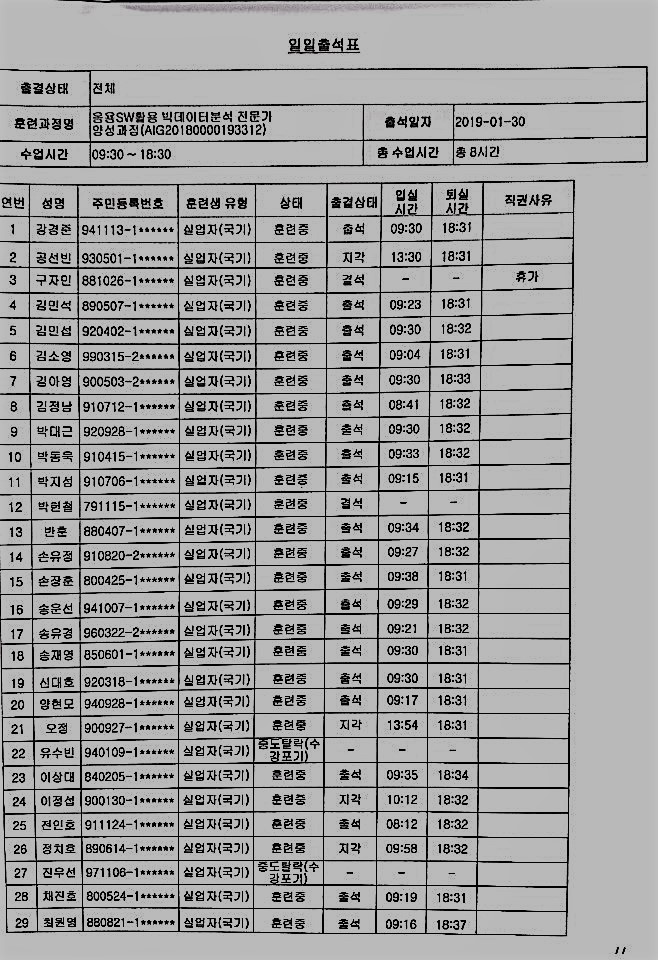 일일출석표
출결상태 전체
훈련과정명 응용SW활용 빅데이터분석 전문가
양성과정(AIG20180000193312) 출석일자 2019-01-30
수업시간 09:30 ~ 18:30 총 수업시간 총 8시간
연번 성명 주민등록번호 훈련생 유형 상태 출결상태 입실시간 퇴실시간 직권사유
1 강경준 941113-1****** 실업자(국기) 훈련중 출석 09:30 18:31
2 공선빈 930501-1****** 실업자(국기) 훈련중 지각 13:30 18:31
3 구자민 881026-1****** 실업자(국기) 훈련중 결석 - - 휴가
4 김민석 890507-1****** 실업자(국기) 훈련중 출석 09:23 18:31
5 김민섭 920402-1****** 실업자(국기) 훈련중 출석 09:30 18:32
6 김소영 990315-2****** 실업자(국기) 훈련중 출석 09:04 18:31
7 김아영 900503-2****** 실업자(국기) 훈련중 출석 09:30 18:33
8 김정남 910712-1****** 실업자(국기) 훈련중 출석 08:41 18:32
9 박대근 920928-1****** 실업자(국기) 훈련중 출석 09:30 18:32
10 박동욱 910415-1****** 실업자(국기) 훈련중 출석 09:33 18:32
11 박지성 910706-1****** 실업자(국기) 훈련중 출석 09:15 18:31
12 박헌철 791115-1****** 실업자(국기) 훈련중 결석 - -
13 반훈 880407-1****** 실업자(국기) 훈련중 출석 09:34 18:32
14 손유정 910820-2****** 실업자(국기) 훈련중 출석 09:27 18:32
15 손장훈 800425-1****** 실업자(국기) 훈련중 출석 09:38 18:31
16 송운선 941007-1****** 실업자(국기) 훈련중 출석 09:29 18:32
17 송유경 960322-2****** 실업자(국기) 훈련중 출석 09:21 18:32
18 송재영 850601-1****** 실업자(국기) 훈련중 출석 09:30 18:31
19 신대호 920318-1****** 실업자(국기) 훈련중 출석 09:30 18:31
20 양현모 940928-1****** 실업자(국기) 훈련중 출석 09:17 18:31
21 오정 900927-1****** 실업자(국기) 훈련중 지각 13:54 18:31
22 유수빈 940109-1****** 실업자(국기) 중도탈락(수강포기) - - -
23 이상대 840205-1****** 실업자(국기) 훈련중 출석 09:35 18:34
24 이정섭 900130-1****** 실업자(국기) 훈련중 지각 10:12 18:32
25 전인호 911124-1****** 실업자(국기) 훈련중 출석 08:12 18:32
26 정치호 890614-1****** 실업자(국기) 훈련중 지각 09:58 18:32
27 진우선 971106-1****** 실업자(국기) 중도탈락(수강포기) - - -
28 채진호 800524-1****** 실업자(국기) 훈련중 출석 09:19 18:31
29 최원영 880821-1****** 실업자(국기) 훈련중 출석 09:16 18:37
11